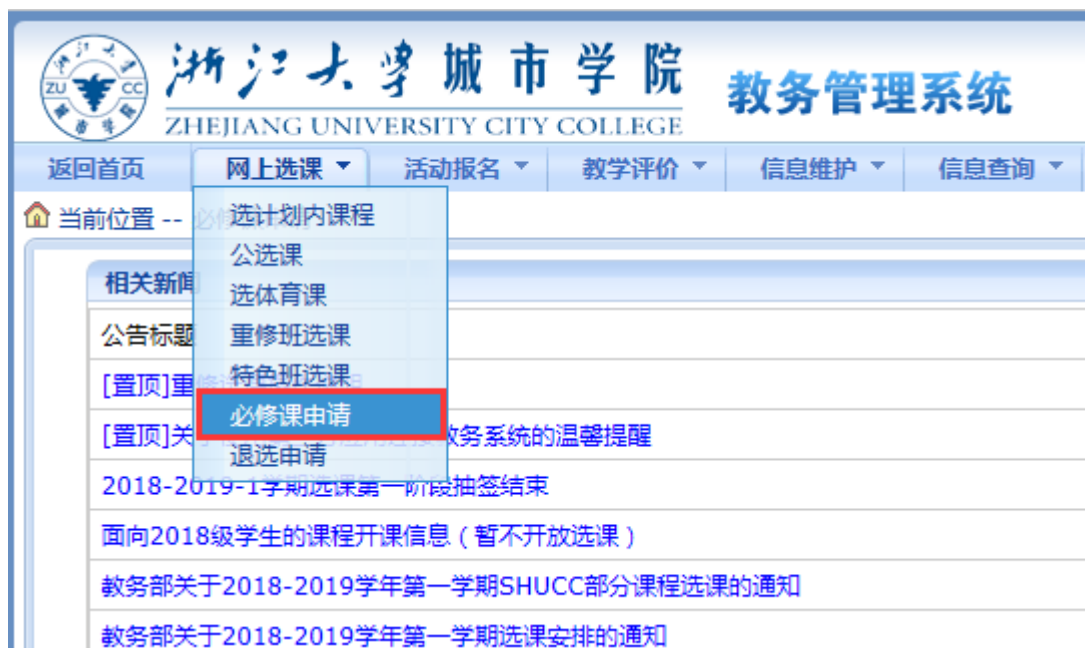 浙江大学城市学院 教务管理系统
ZHEJIANG UNIVERSITY CITY COLLEGE
ZU CC
返回首页 网上选课 活动报名 教学评价 信息维护 信息查询
当前位置 --
选计划内课程
公选课
选体育课
重修班选课
特色班选课
必修课申请
退选申请
相关新闻
公告标题
[置顶]重
[置顶]关 教务系统的温馨提醒
2018-2019-1学期选课第一阶段抽签结束
面向2018级学生的课程开课信息（暂不开放选课）
教务部关于2018-2019学年第一学期SHUCC部分课程选课的通知
教务部关于2018-2019学年第一学期选课安排的通知